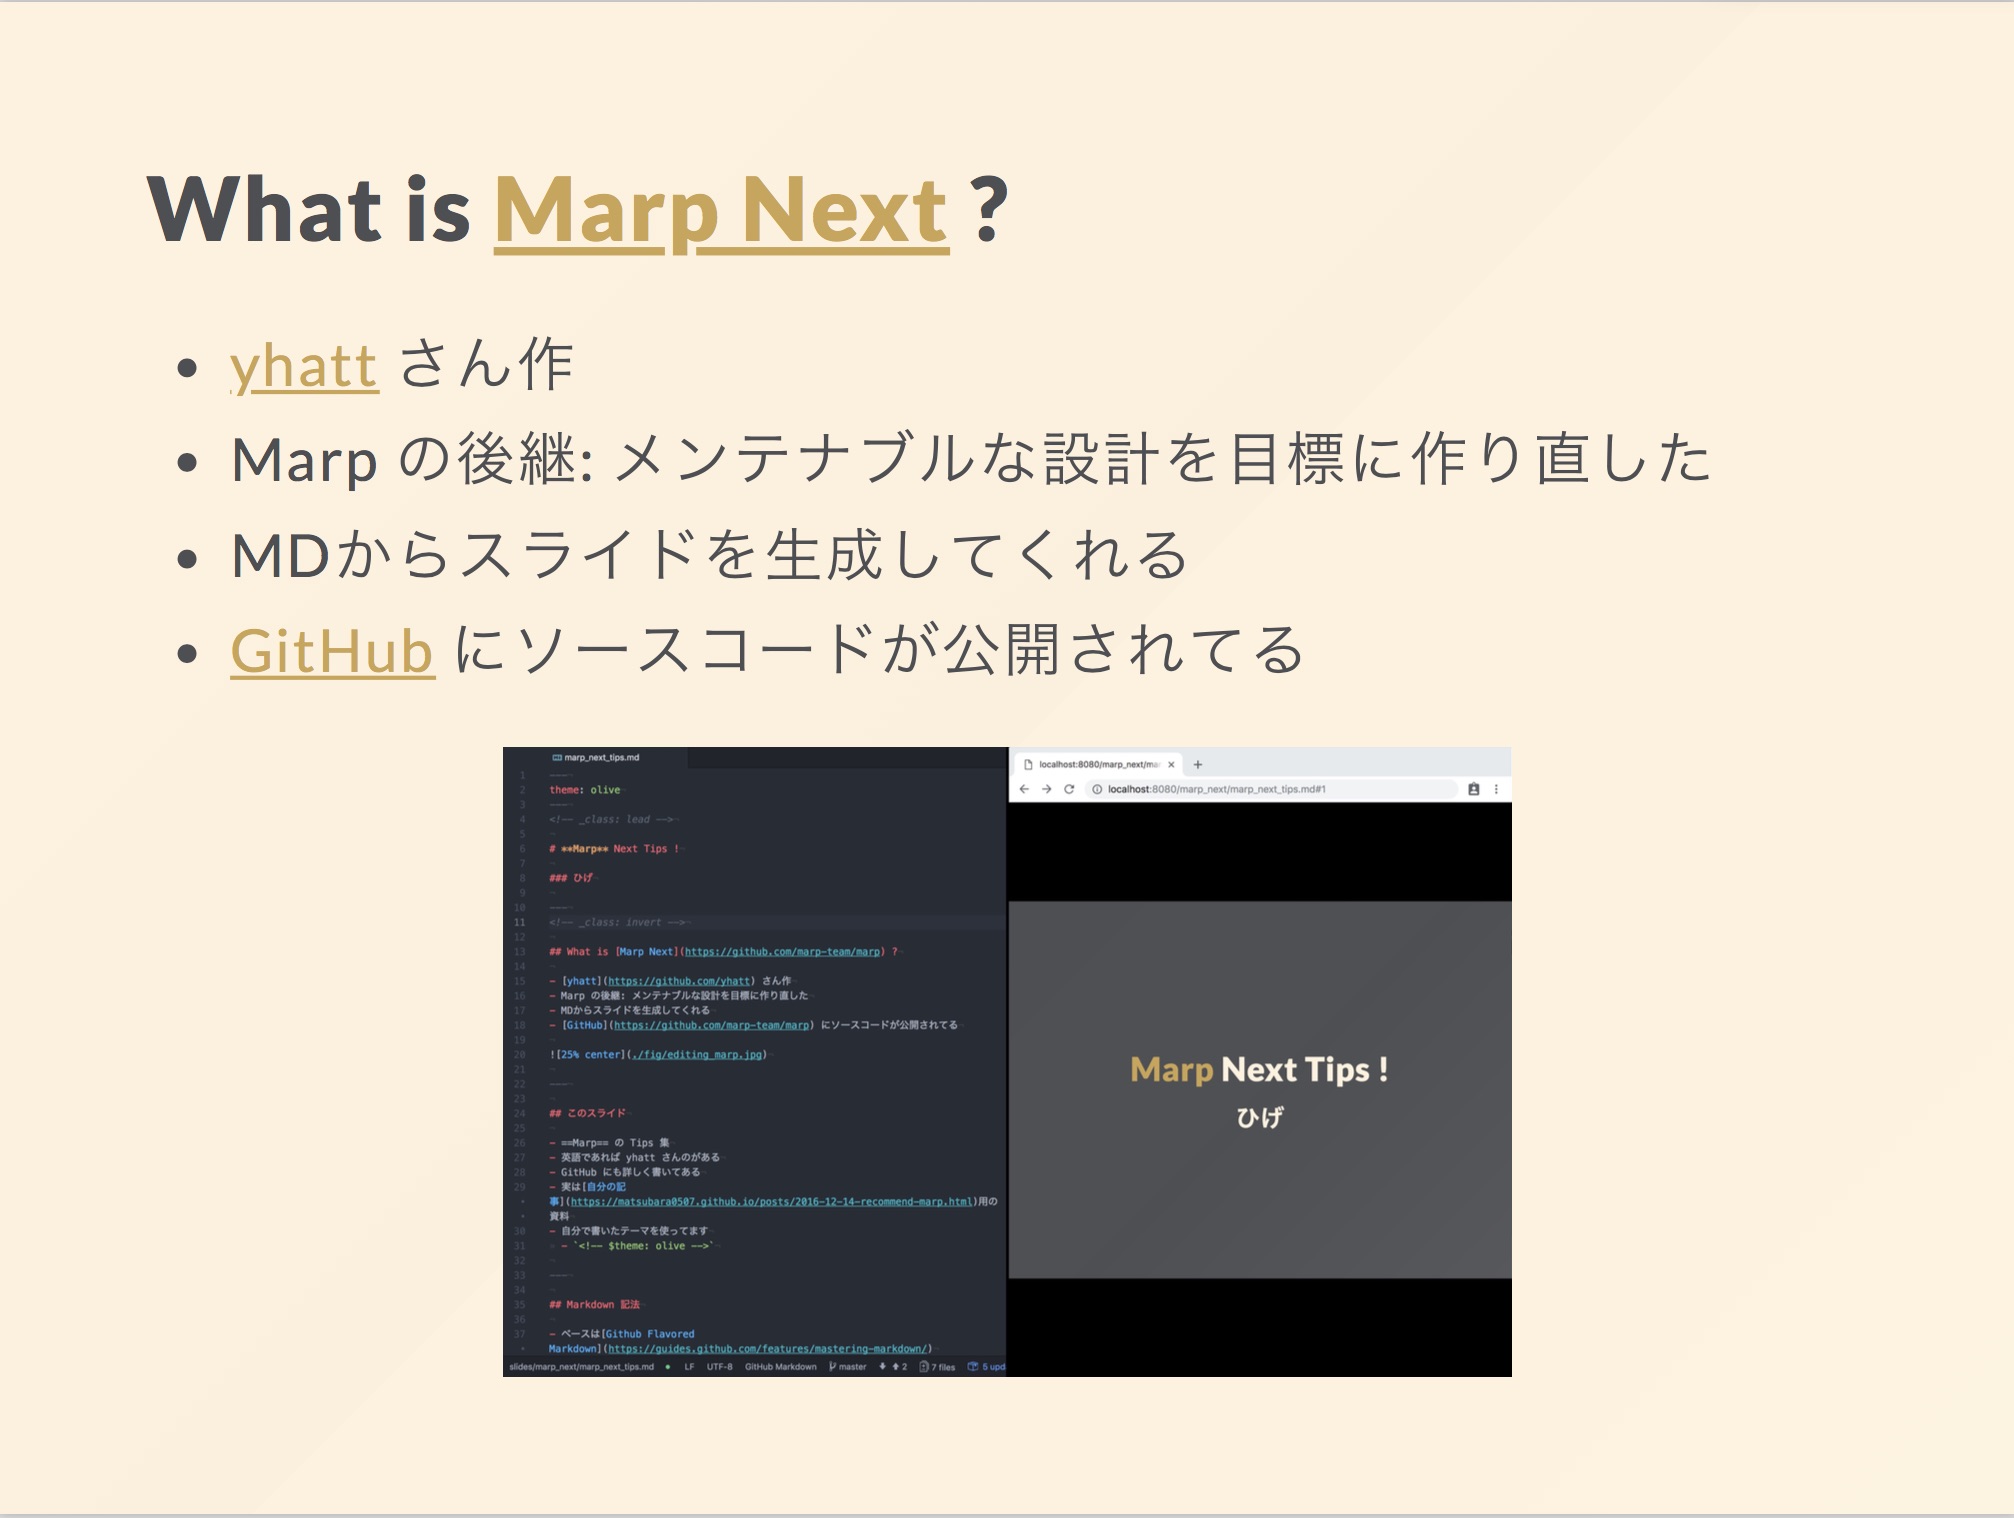 What is Marp Next ?
• yhatt さん作
• Marp の後継: メンテナブルな設計を目標に作り直した
• MDからスライドを生成してくれる
• GitHub にソースコードが公開されてる
marp_next_tips.md
1 ---
2 theme: olive
3 ---
4 <!-- _class: lead -->
5
6 # **Marp** Next Tips !
7
8 ### ひげ
9
10 ---
11 <!-- _class: invert -->
12
13 ## What is [Marp Next](https://github.com/marp-team/marp) ?
14
15 - [yhatt](https://github.com/yhatt) さん作
16 - Marp の後継: メンテナブルな設計を目標に作り直した
17 - MDからスライドを生成してくれる
18 - [GitHub](https://github.com/marp-team/marp) にソースコードが公開されてる
19
20 ![25% center](./fig/editing_marp.jpg)
21
22 ---
23
24 ## このスライド
25
26 - ==Marp== の Tips 集
27 - 英語であれば yhatt さんのがある
28 - GitHub にも詳しく書いてある
29 - 実は[自分の記
• 事](https://matsubara0507.github.io/posts/2016-12-14-recommend-marp.html)用の
• 資料
30 - 自分で書いたテーマを使ってます
31 - `<!-- $theme: olive -->`
32
33 ---
34
35 ## Markdown 記法
36
37 - ベースは[Github Flavored
• Markdown](https://guides.github.com/features/mastering-markdown/)
slides/marp_next/marp_next_tips.md LF UTF-8 GitHub Markdown master 2 7 files 5 upd
localhost:8080/marp_next/ma
localhost:8080/marp_next/marp_next_tips.md#1
Marp Next Tips !
ひげ